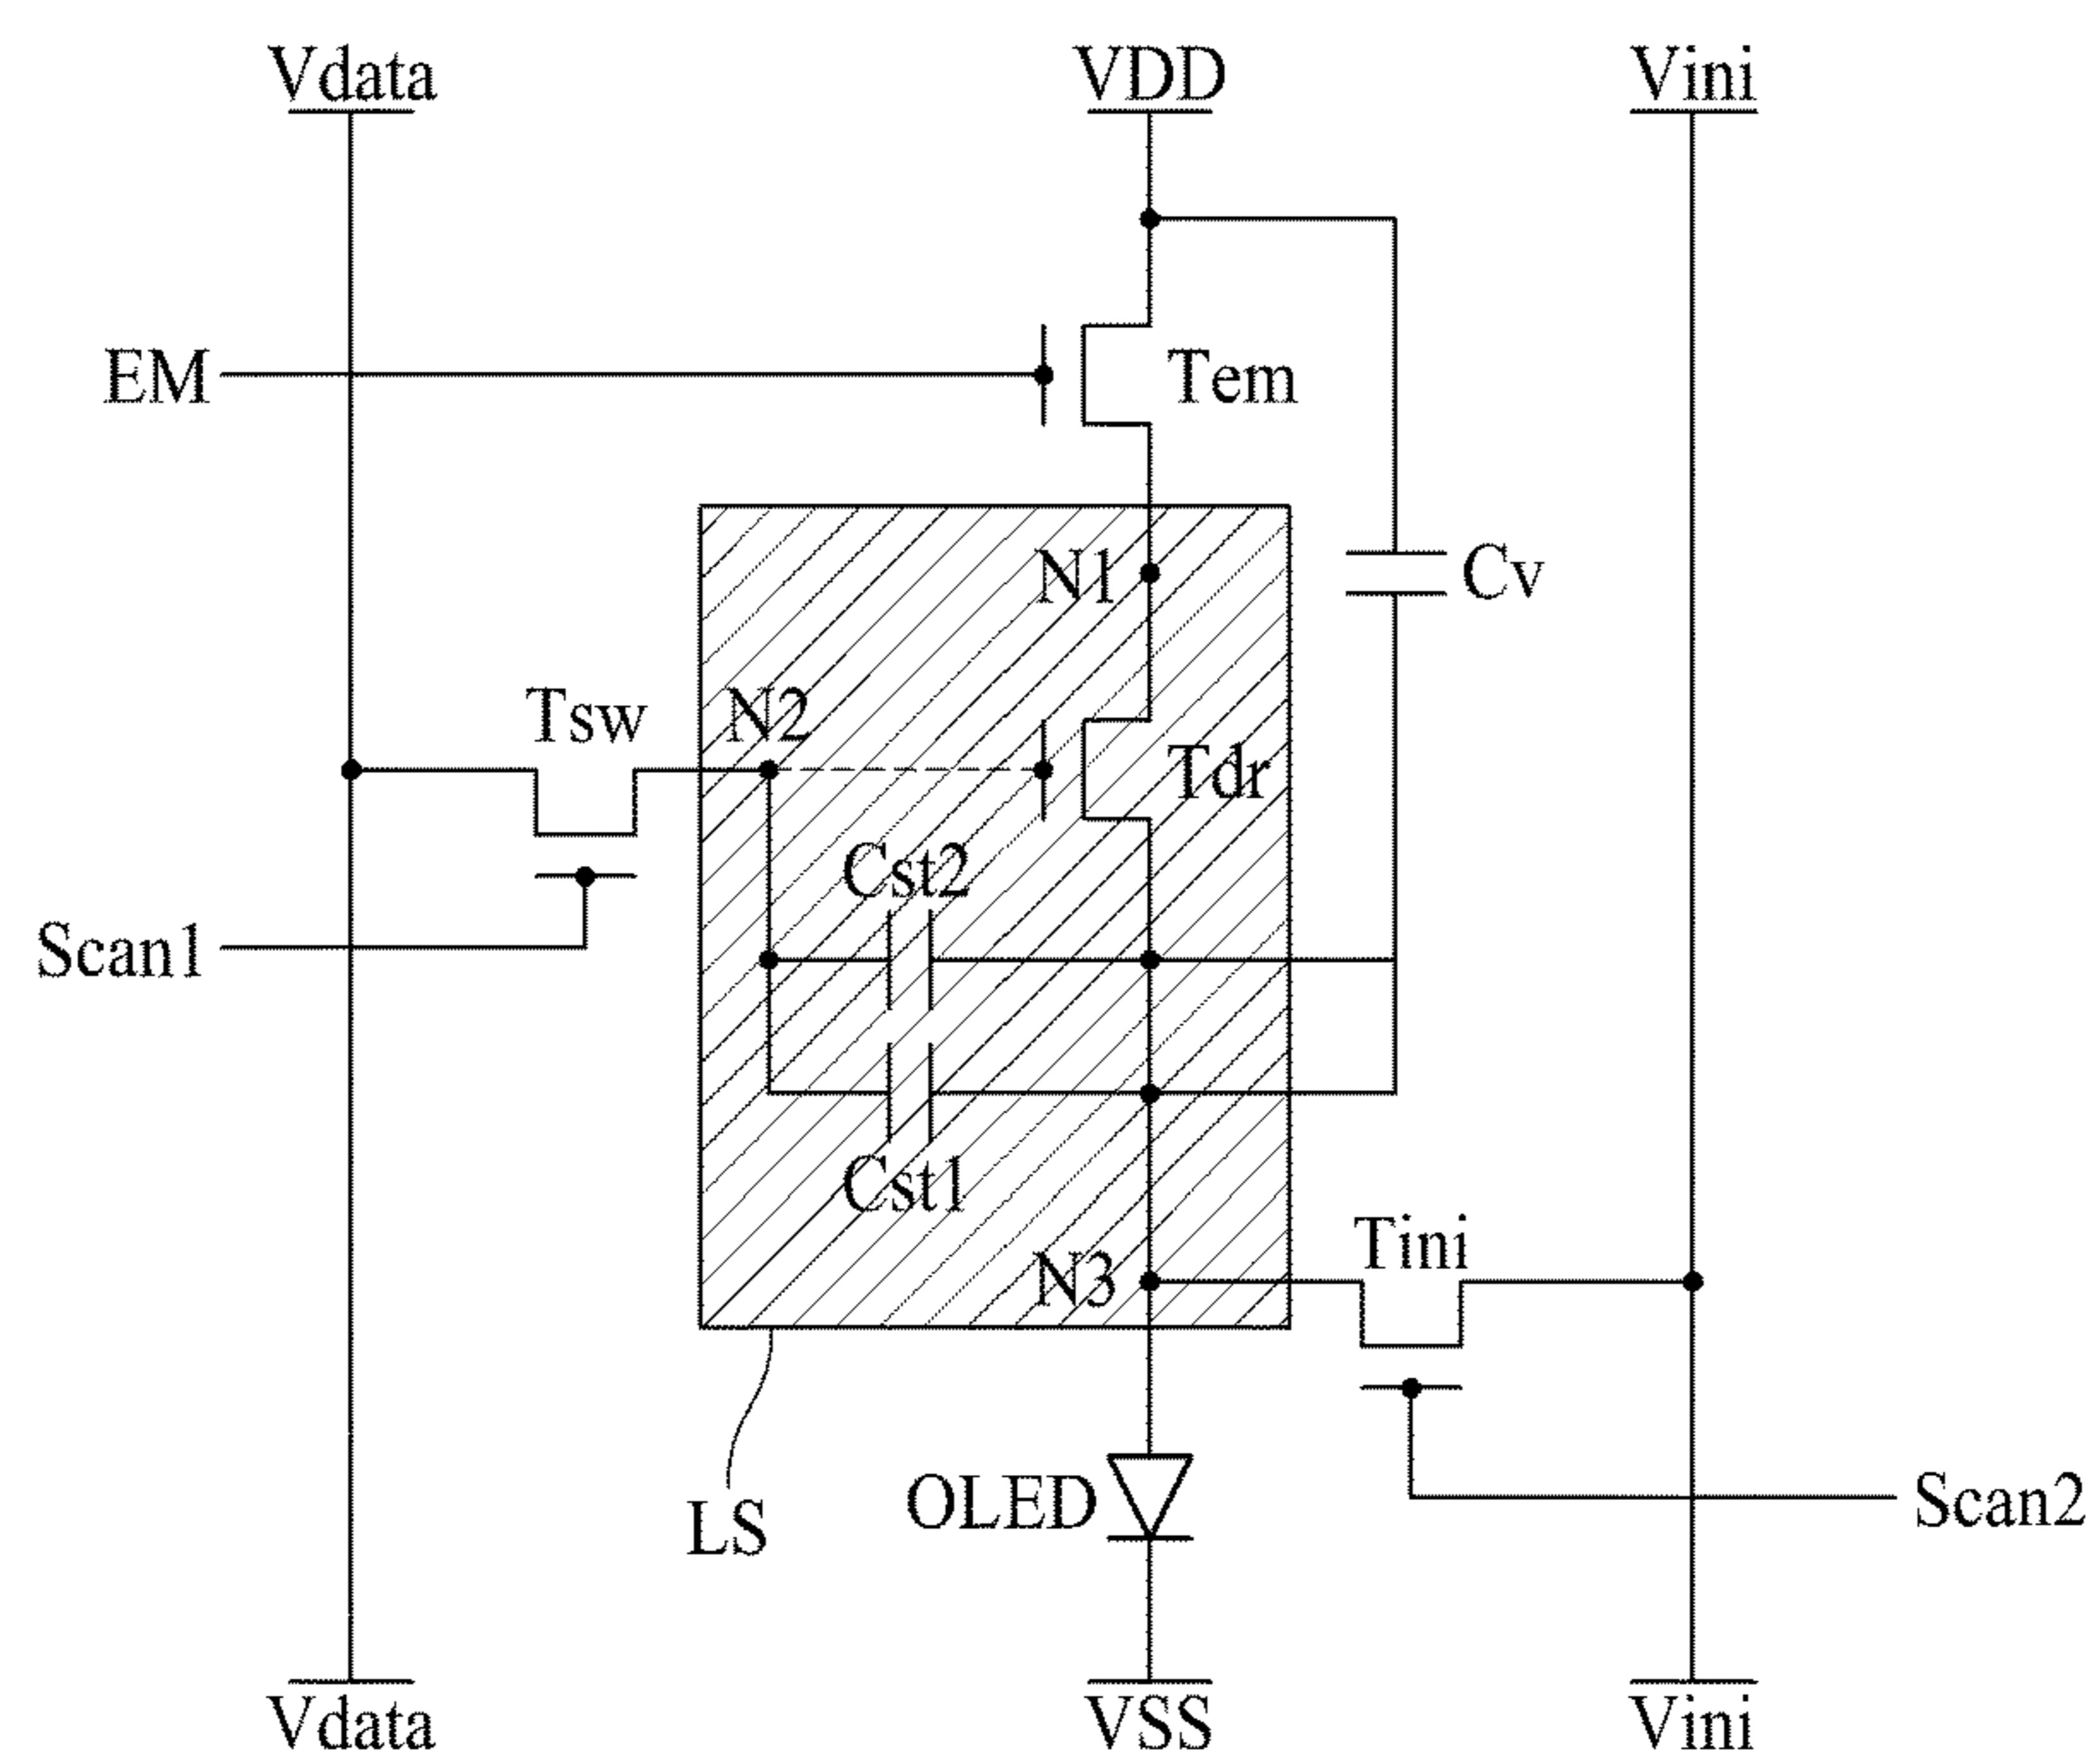 Vdata
VDD
Vini
EM
Tem
N1
Cv
Tsw
N2
Tdr
Cst2
Scan1
Cst1
Tini
N3
OLED
LS
Scan2
Vdata
VSS
Vini